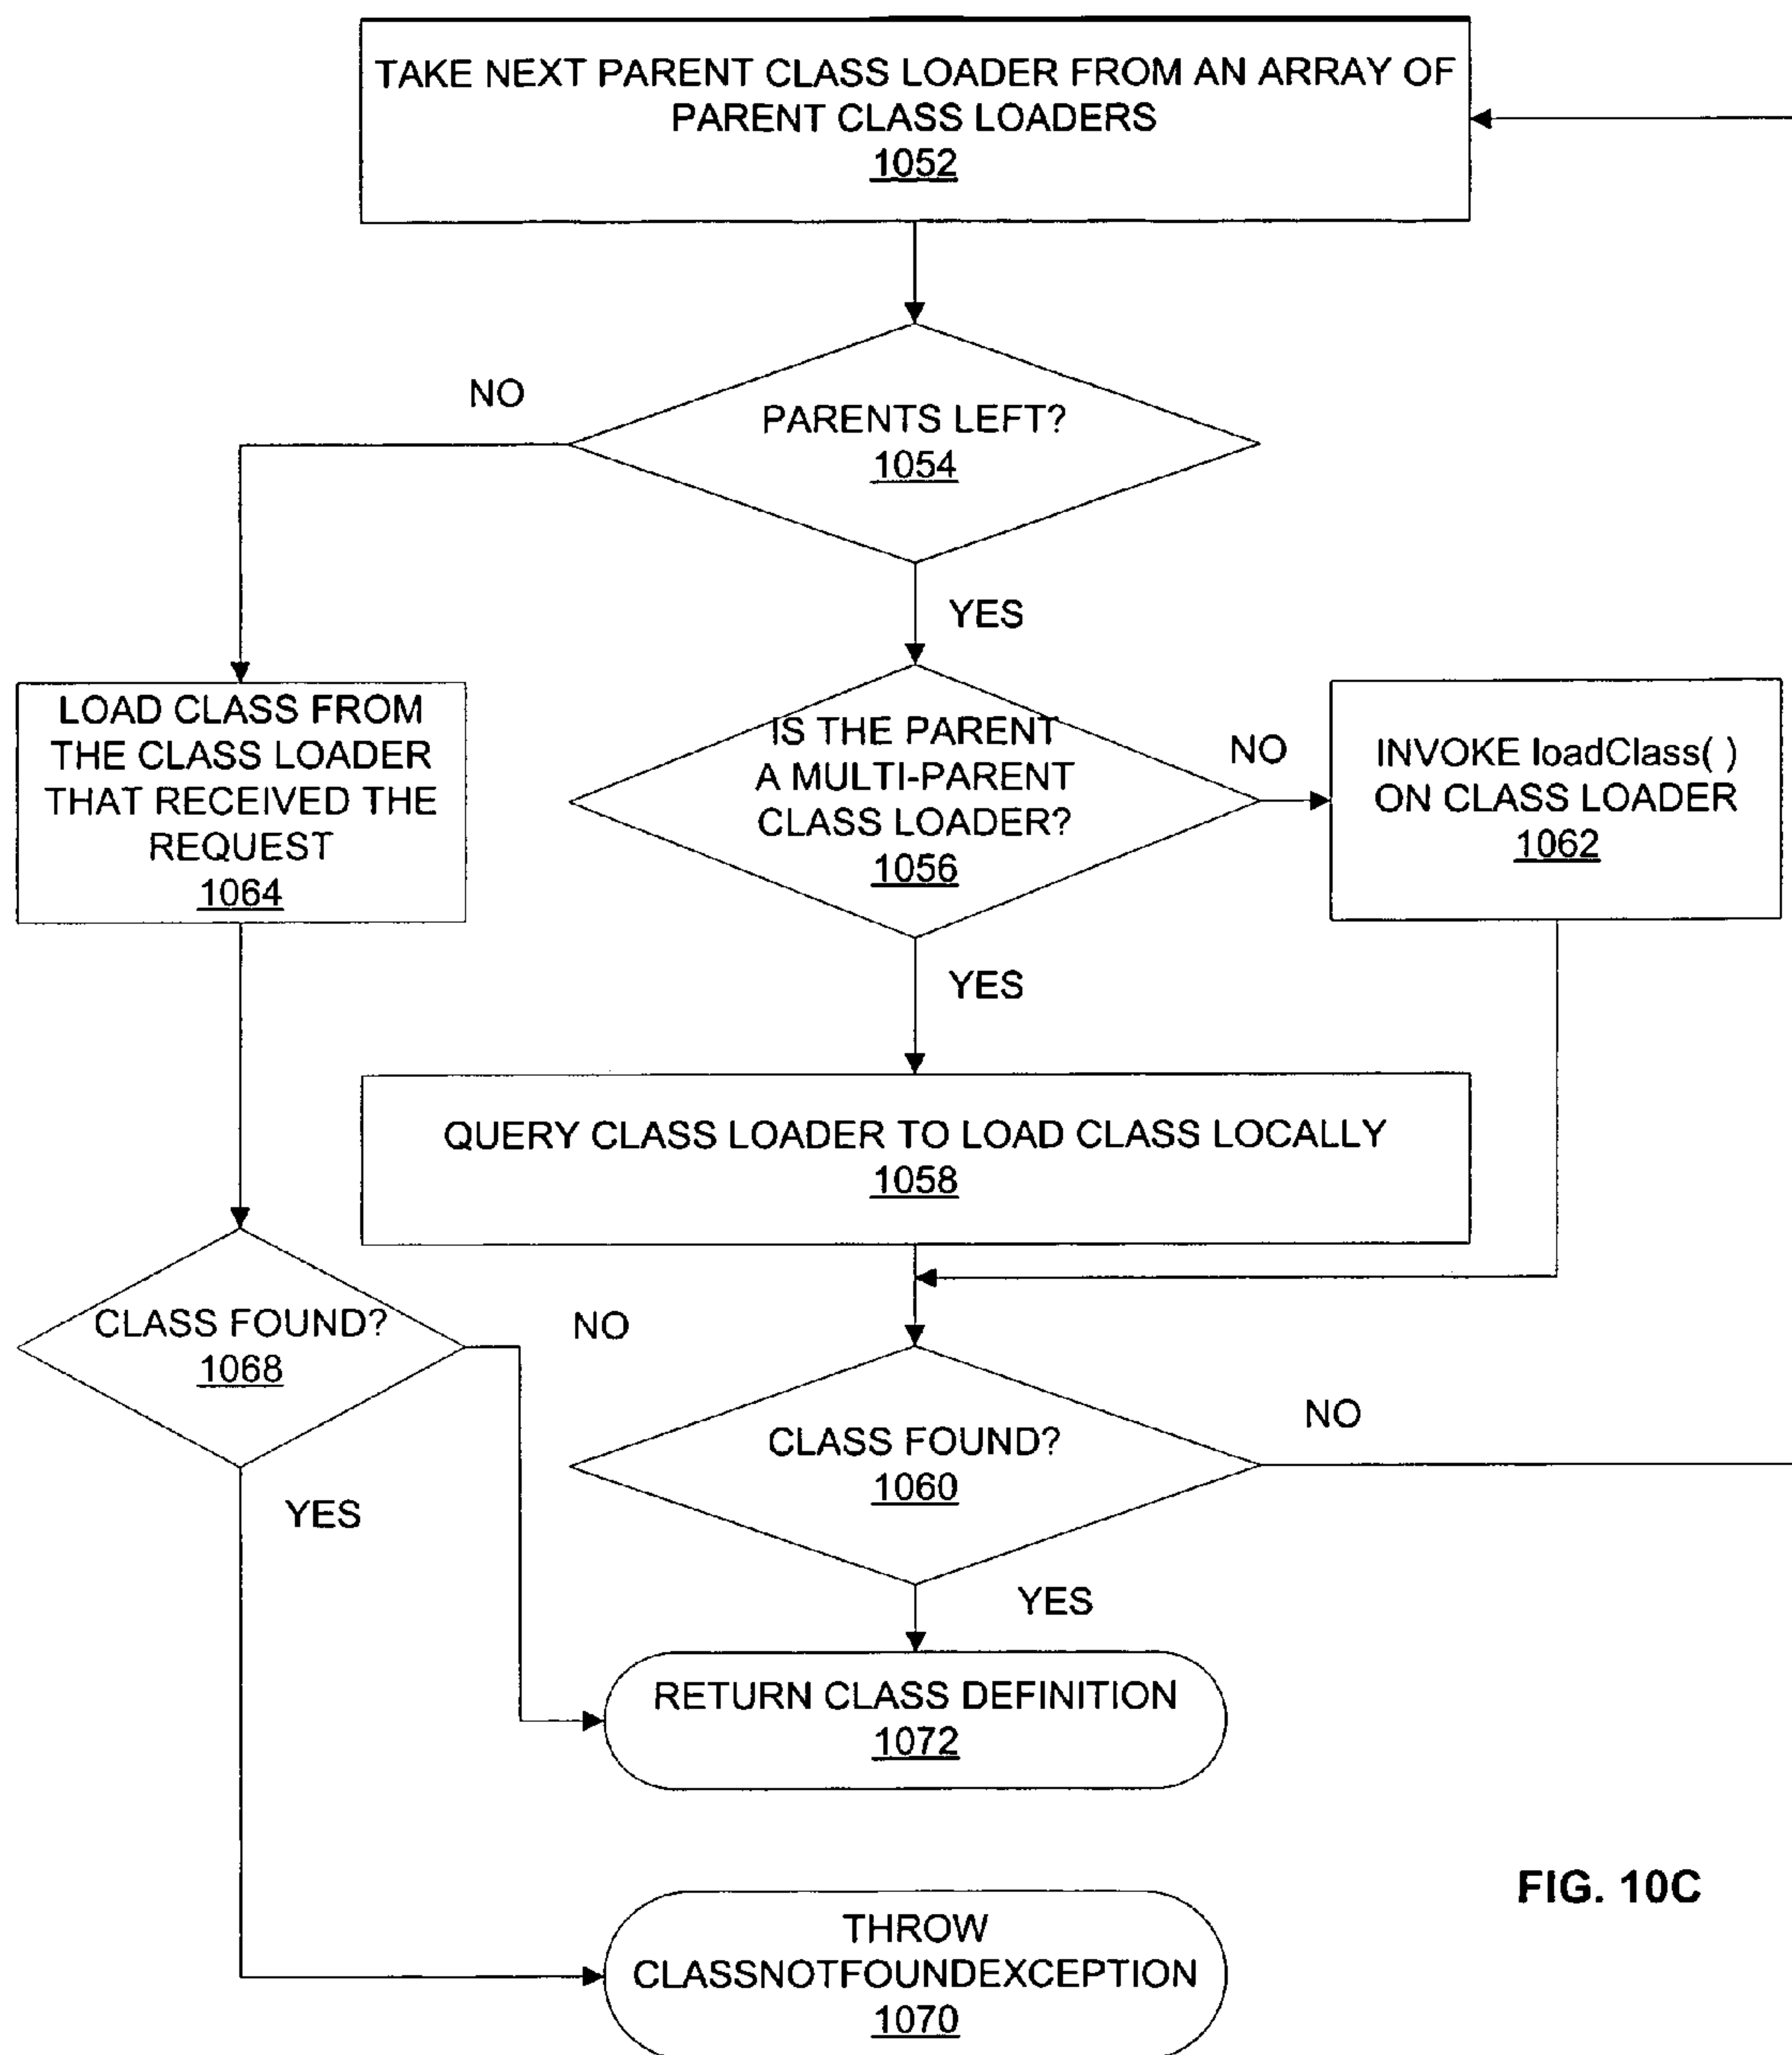 TAKE NEXT PARENT CLASS LOADER FROM AN ARRAY OF
PARENT CLASS LOADERS
1052
NO
PARENTS LEFT?
1054
YES
LOAD CLASS FROM
THE CLASS LOADER
THAT RECEIVED THE
REQUEST
1064
IS THE PARENT
A MULTI-PARENT
CLASS LOADER?
1056
NO
INVOKE loadClass( )
ON CLASS LOADER
1062
YES
QUERY CLASS LOADER TO LOAD CLASS LOCALLY
1058
CLASS FOUND?
1068
NO
YES
CLASS FOUND?
1060
NO
YES
RETURN CLASS DEFINITION
1072
THROW
CLASSNOTFOUNDEXCEPTION
1070
FIG. 10C